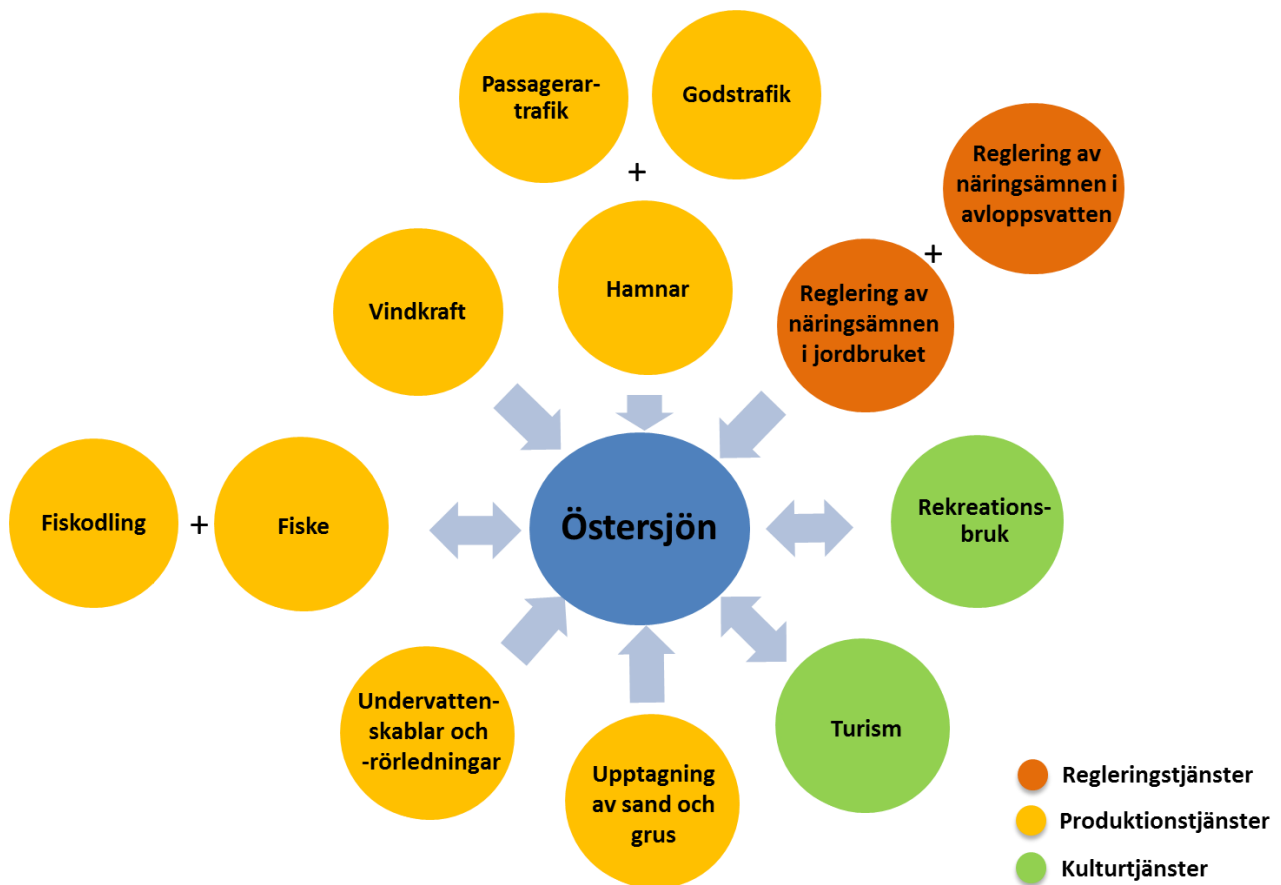 Passagerar-
trafik
Godstrafik
+
Reglering av
näringsämnen i
avloppsvatten
+
Vindkraft
Hamnar
Reglering av
näringsämnen
i jordbruket
Fiskodling
+
Fiske
Östersjön
Rekreations-
bruk
Undervatten-
skablar och
-rörledningar
Upptagning
av sand och
grus
Turism
Regleringstjänster
Produktionstjänster
Kulturtjänster